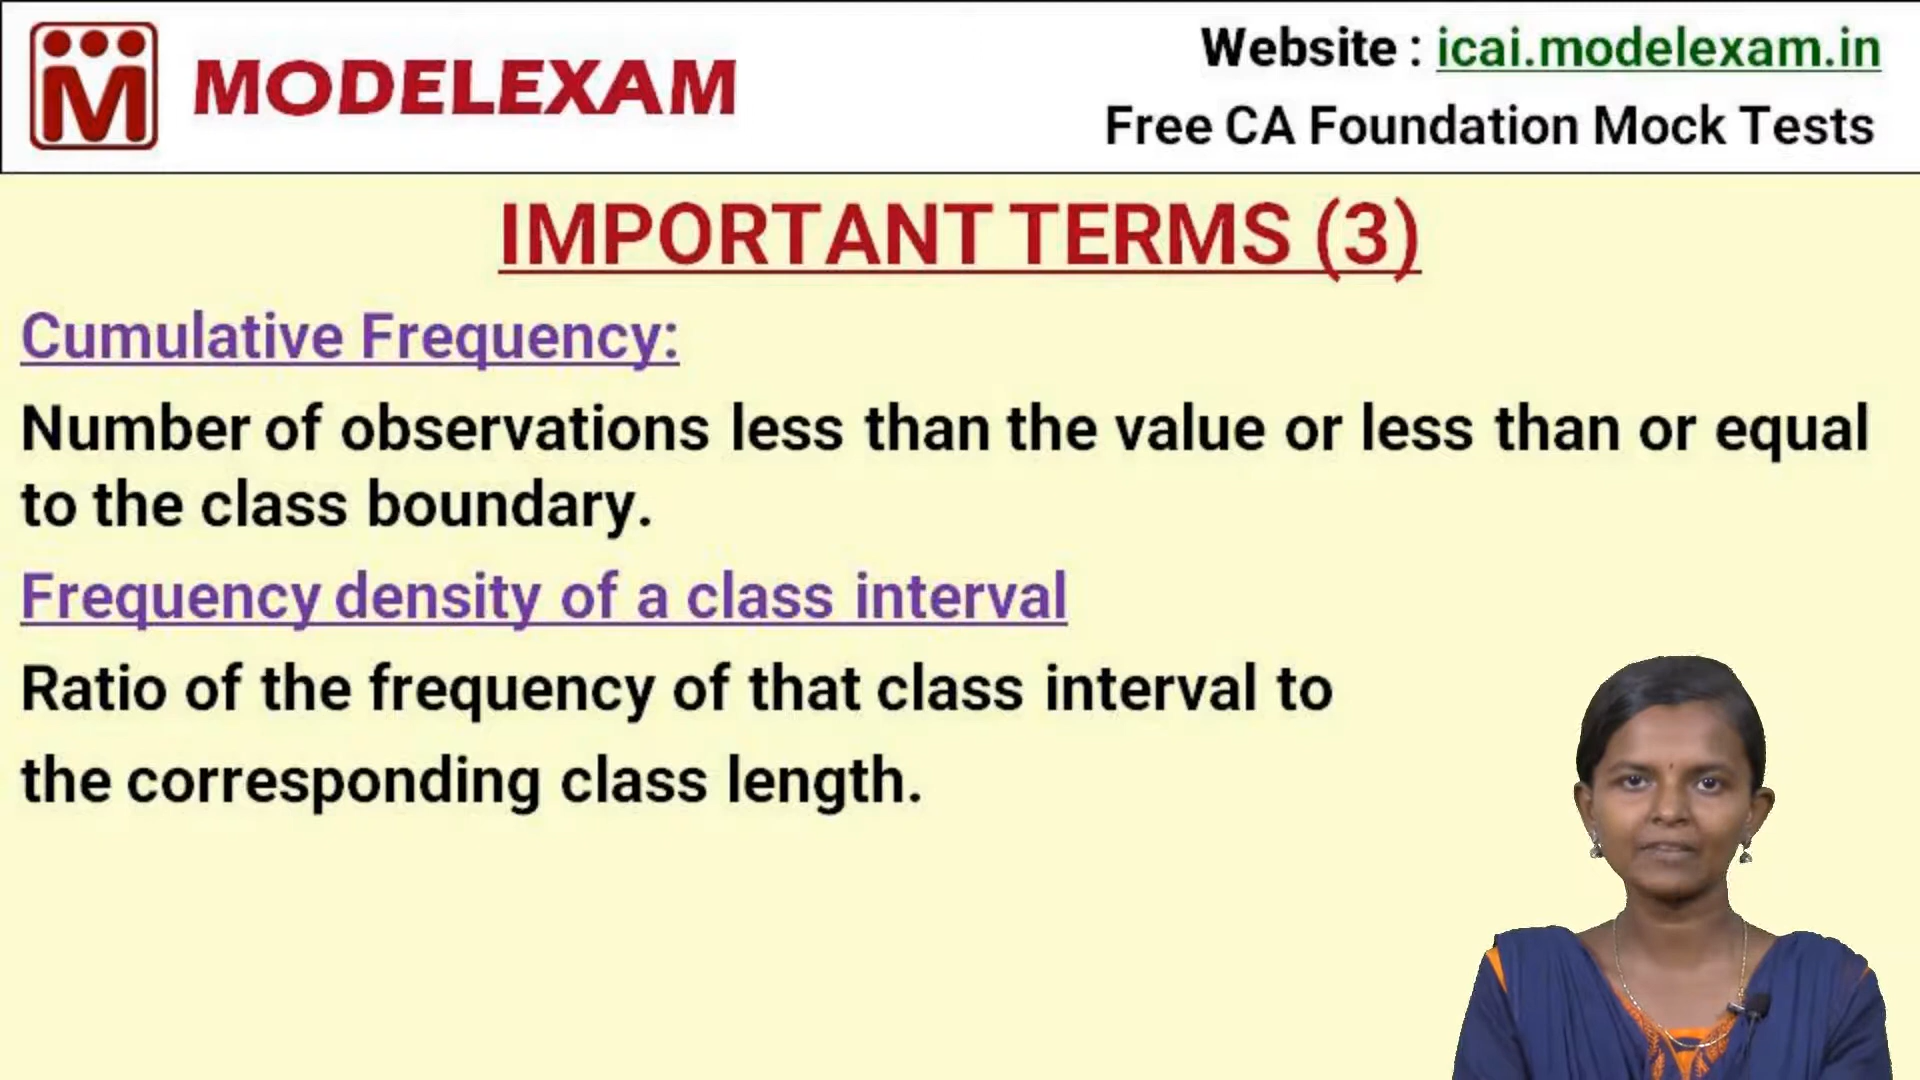 MODELEXAM
Website : icai.modelexam.in
Free CA Foundation Mock Tests
IMPORTANT TERMS (3)
Cumulative Frequency:
Number of observations less than the value or less than or equal
to the class boundary.
Frequency density of a class interval
Ratio of the frequency of that class interval to
the corresponding class length.